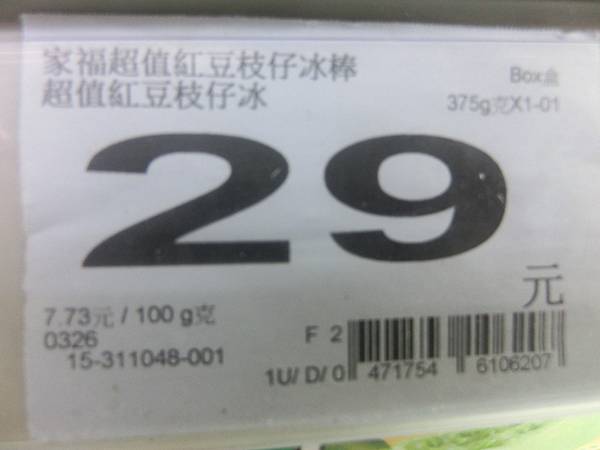 家福超值紅豆枝仔冰棒
Box盒
超值紅豆枝仔冰
375g克X1-01
29
元
7.73元 / 100 g克
0326
F 2
15-311048-001
1U/ D/ 0
471754 6106207